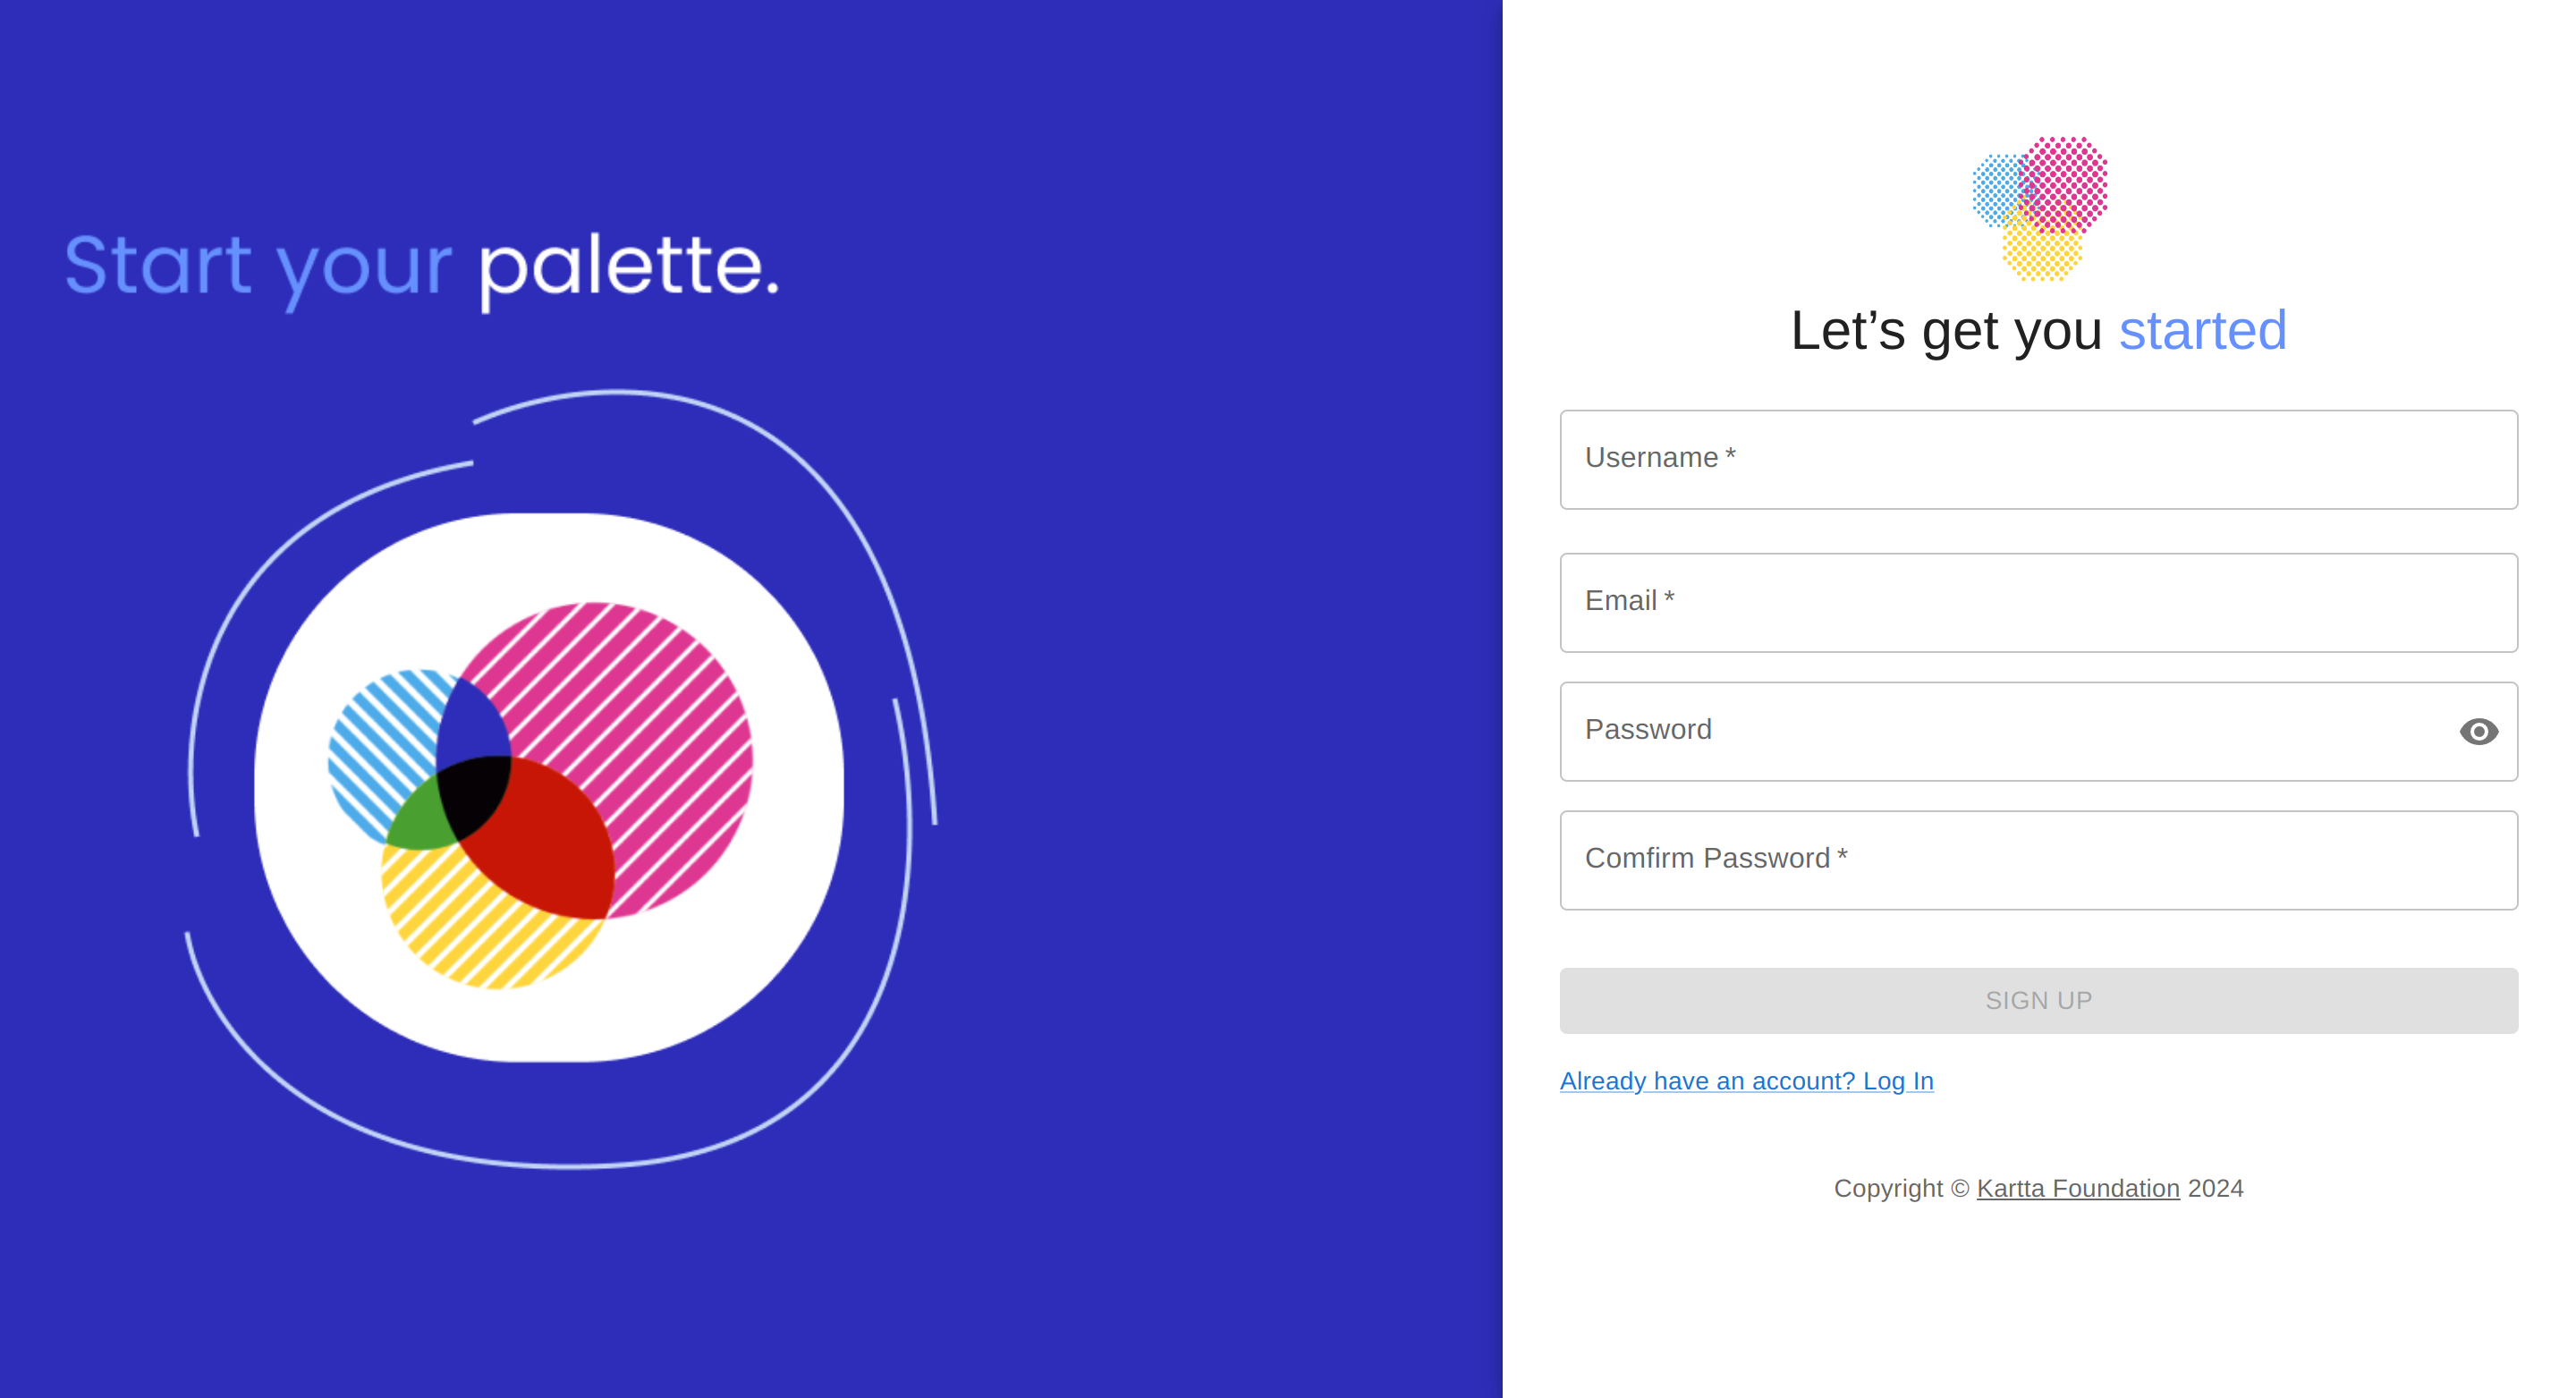 Start your palette.
Let’s get you started
Username *
Email *
Password
Comfirm Password *
SIGN UP
Already have an account? Log In
Copyright © Kartta Foundation 2024